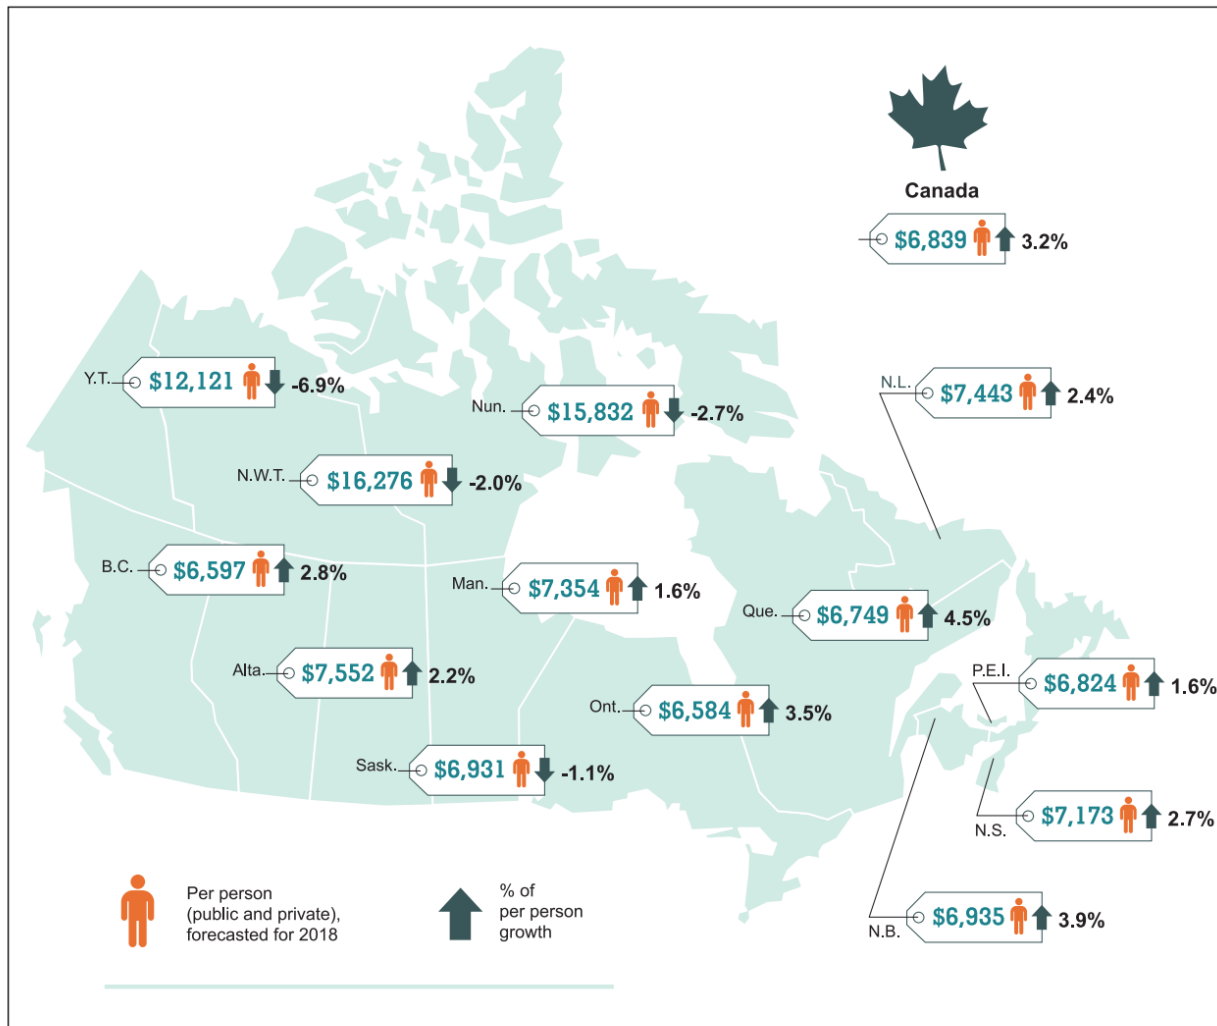 Canada
$6,839 3.2%
Y.T. $12,121 -6.9%
Nun. $15,832 -2.7%
N.L. $7,443 2.4%
N.W.T. $16,276 -2.0%
B.C. $6,597 2.8%
Man. $7,354 1.6%
Que. $6,749 4.5%
Alta. $7,552 2.2%
Ont. $6,584 3.5%
P.E.I. $6,824 1.6%
Sask. $6,931 -1.1%
N.S. $7,173 2.7%
N.B. $6,935 3.9%
Per person
(public and private),
forecasted for 2018
% of
per person
growth